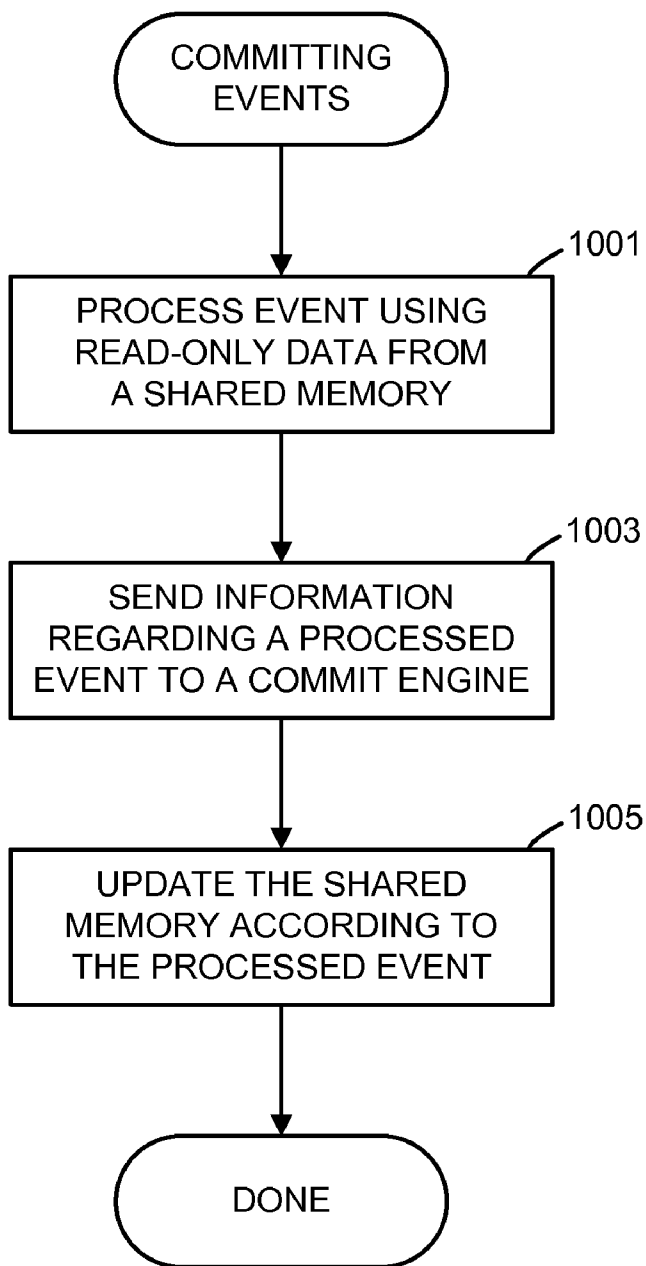 COMMITTING
EVENTS
1001
PROCESS EVENT USING
READ-ONLY DATA FROM
A SHARED MEMORY
1003
SEND INFORMATION
REGARDING A PROCESSED
EVENT TO A COMMIT ENGINE
1005
UPDATE THE SHARED
MEMORY ACCORDING TO
THE PROCESSED EVENT
DONE